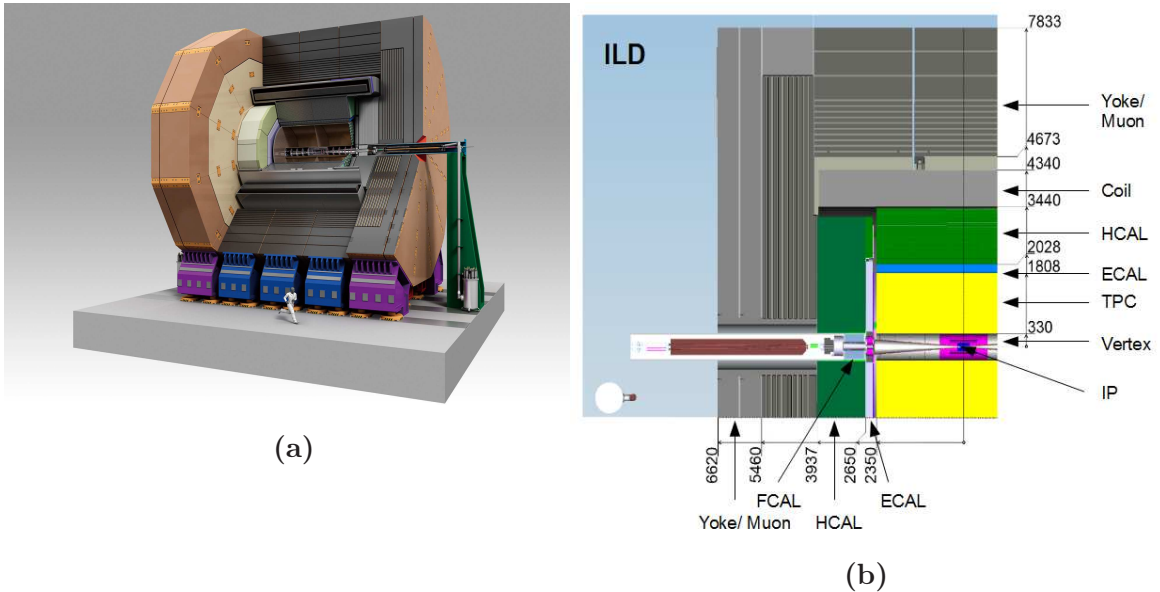 ILD
7833
Yoke/
Muon
4673
4340
Coil
3440
HCAL
2028
ECAL
1808
TPC
330
Vertex
IP
6620
5460
3937
2650
2350
FCAL
ECAL
Yoke/ Muon
HCAL
(a)
(b)